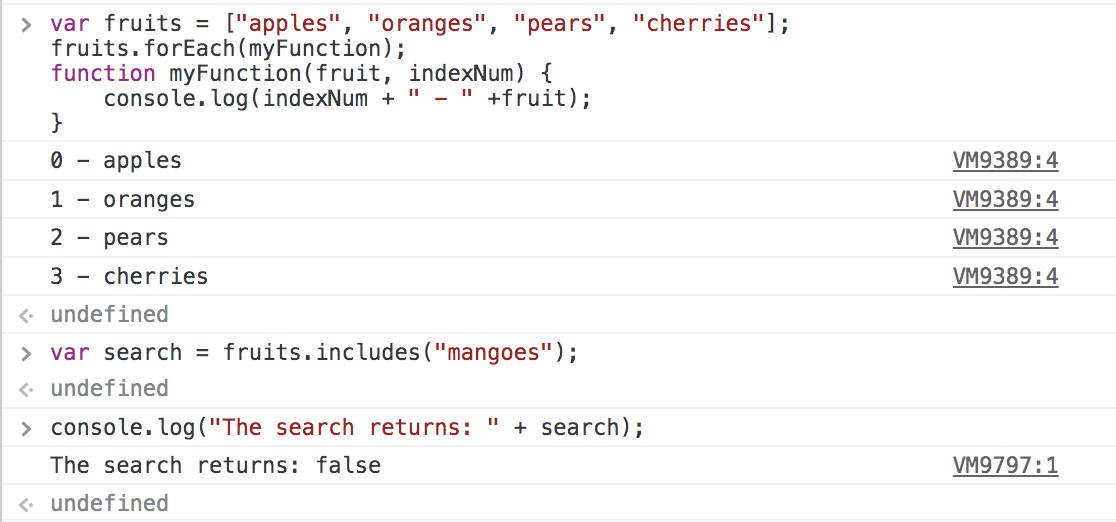 > var fruits = ["apples", "oranges", "pears", "cherries"];
fruits.forEach(myFunction);
function myFunction(fruit, indexNum) {
    console.log(indexNum + " – " +fruit);
}
0 – apples VM9389:4
1 – oranges VM9389:4
2 – pears VM9389:4
3 – cherries VM9389:4
undefined
> var search = fruits.includes("mangoes");
undefined
> console.log("The search returns: " + search);
The search returns: false VM9797:1
undefined